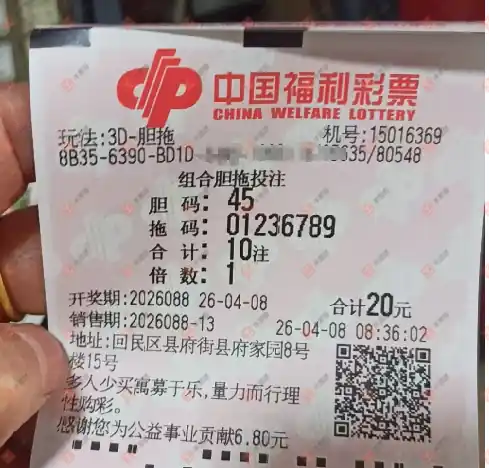 中国福利彩票
CHINA WELFARE LOTTERY
玩法:3D-胆拖 机号:15016369
8B35-6390-BD1D 635/80548
组合胆拖投注
胆 码: 45
拖 码: 01236789
合 计: 10注
倍 数: 1
开奖期:2026088 26-04-08 合计20元
销售期:2026088-13 26-04-08 08:36:02
地址:回民区县府街县府家园8号
楼15号
多人少买寓募于乐,量力而行理
性购彩。
感谢您为公益事业贡献6.80元